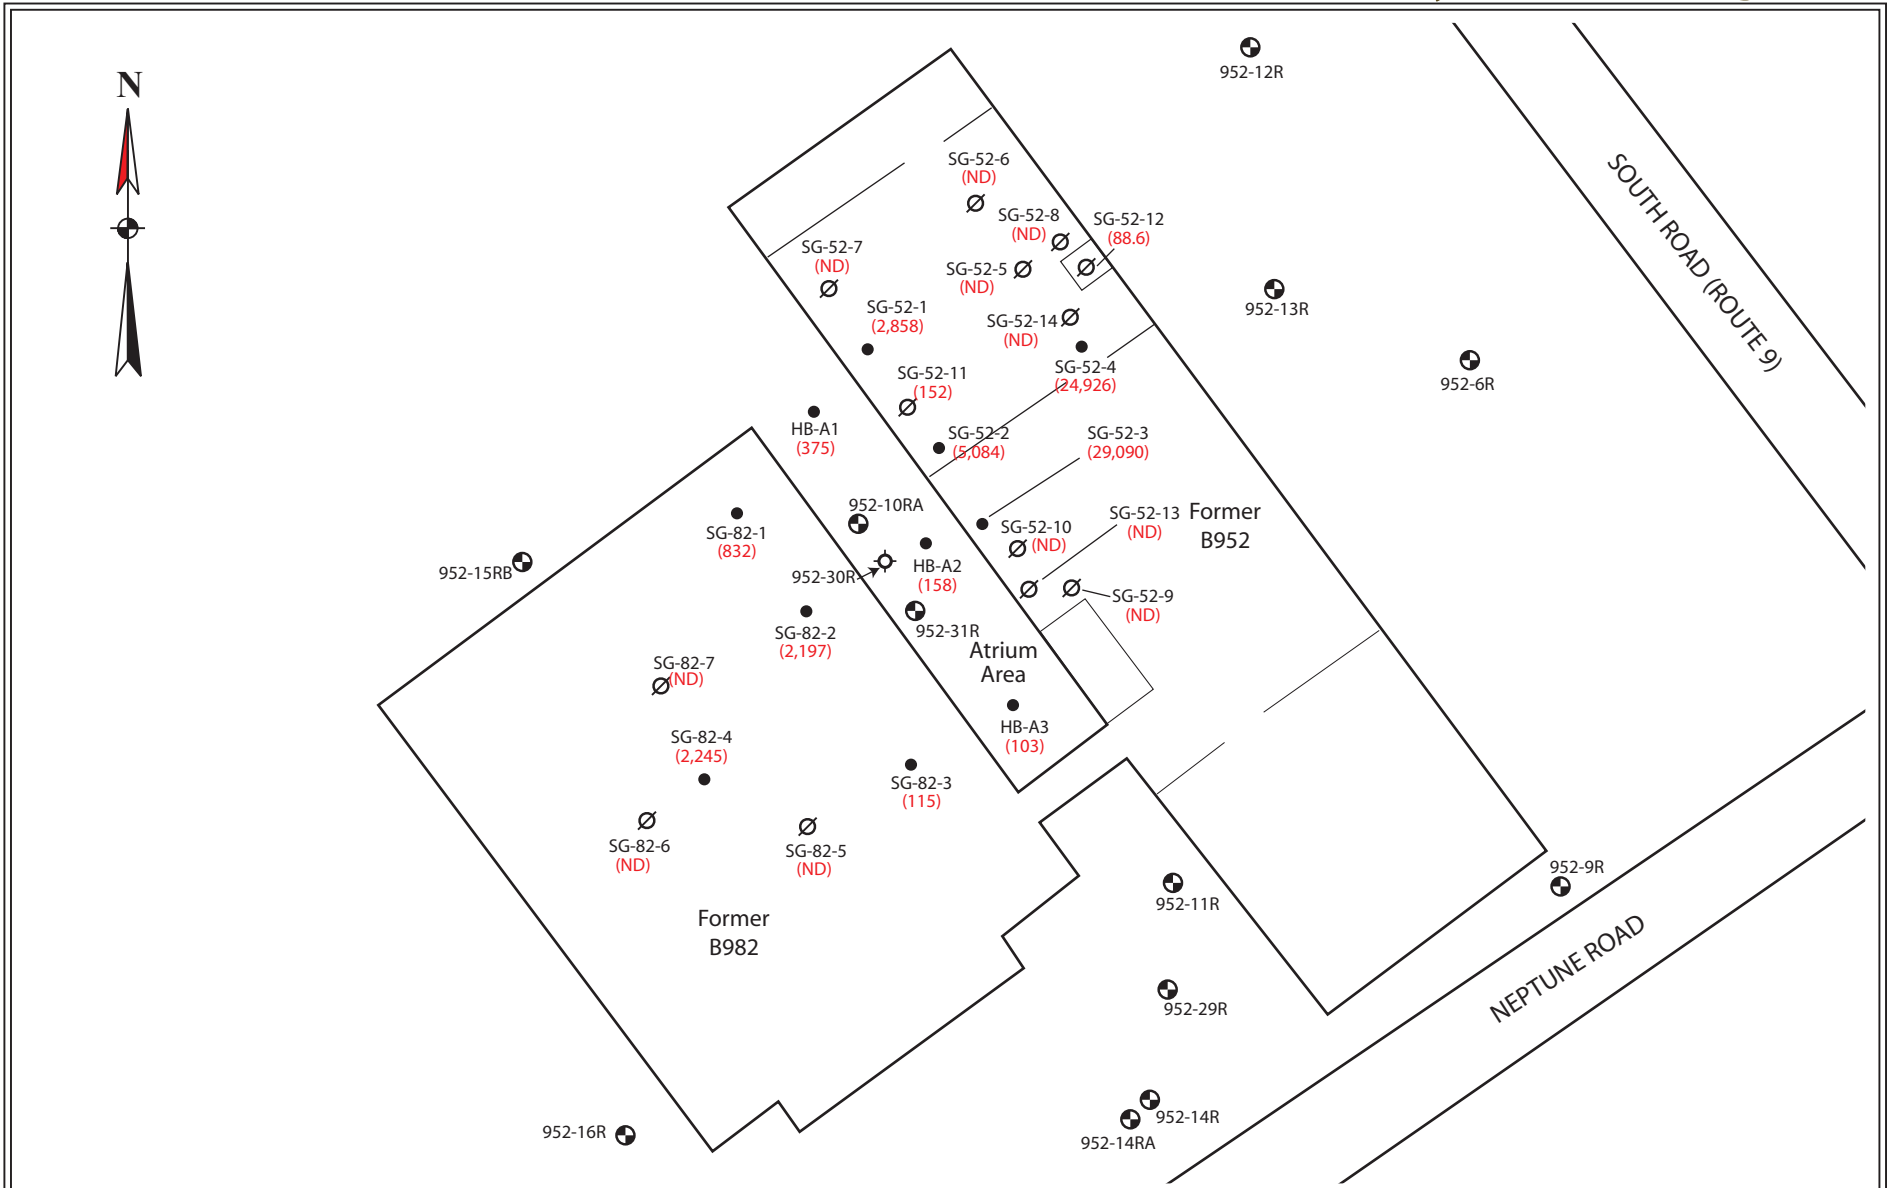 N
952-12R
SOUTH ROAD (ROUTE 9)
SG-52-6
(ND)
SG-52-8
(ND)
SG-52-12
(88.6)
SG-52-7
(ND)
SG-52-5
(ND)
952-13R
SG-52-1
(2,858)
SG-52-14
(ND)
952-6R
SG-52-11
(152)
SG-52-4
(24,926)
HB-A1
(375)
SG-52-2
(5,084)
SG-52-3
(29,090)
952-10RA
SG-82-1
(832)
SG-52-10
(ND)
SG-52-13
(ND)
Former
B952
952-15RB
952-30R
HB-A2
(158)
SG-52-9
(ND)
SG-82-2
(2,197)
952-31R
Atrium
Area
SG-82-7
(ND)
HB-A3
(103)
SG-82-4
(2,245)
SG-82-3
(115)
SG-82-6
(ND)
SG-82-5
(ND)
952-9R
952-11R
Former
B982
NEPTUNE ROAD
952-29R
952-14R
952-14RA
952-16R